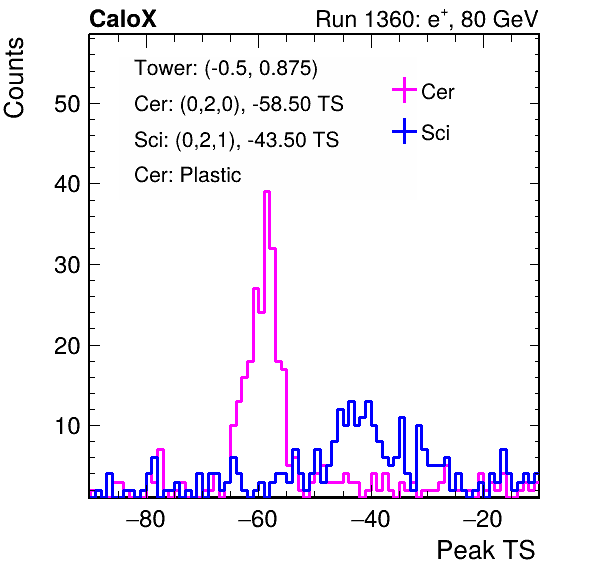 CaloX Run 1360: e⁺, 80 GeV
Counts
Tower: (-0.5, 0.875)
Cer: (0,2,0), -58.50 TS
Sci: (0,2,1), -43.50 TS
Cer: Plastic
Cer
Sci
50
40
30
20
10
−80 −60 −40 −20
Peak TS